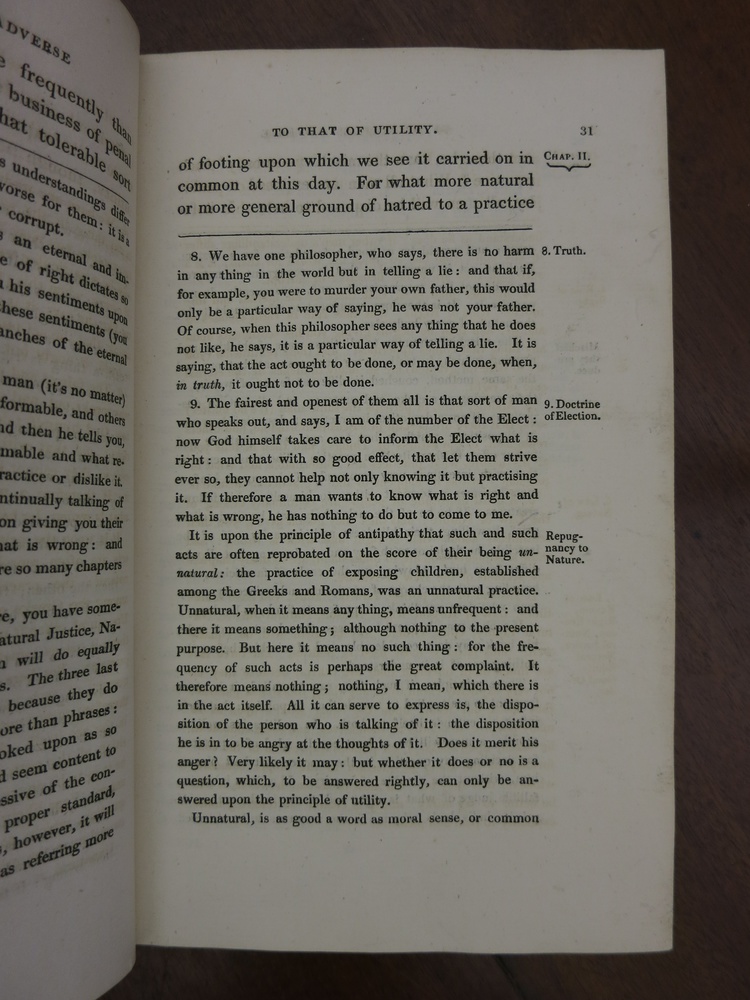 ADVERSE
frequently than
business of penal
hat tolerable sort
s understandings differ
worse for them: it is a
corrupt.
s an eternal and im-
e of right dictates so
his sentiments upon
hese sentiments (you
anches of the eternal
man (it's no matter)
formable, and others
nd then he tells you,
mable and what re-
ractice or dislike it.
ntinually talking of
on giving you their
hat is wrong: and
re so many chapters
re, you have some-
atural Justice, Na-
n will do equally
s. The three last
because they do
ore than phrases:
oked upon as so
d seem content to
ssive of the con-
proper standard,
s, however, it will
as referring more
TO THAT OF UTILITY. 31
of footing upon which we see it carried on in CHAP. II.
common at this day. For what more natural
or more general ground of hatred to a practice
8. We have one philosopher, who says, there is no harm 8. Truth.
in any thing in the world but in telling a lie: and that if,
for example, you were to murder your own father, this would
only be a particular way of saying, he was not your father.
Of course, when this philosopher sees any thing that he does
not like, he says, it is a particular way of telling a lie. It is
saying, that the act ought to be done, or may be done, when,
in truth, it ought not to be done.
9. The fairest and openest of them all is that sort of man 9. Doctrine
who speaks out, and says, I am of the number of the Elect: of Election.
now God himself takes care to inform the Elect what is
right: and that with so good effect, that let them strive
ever so, they cannot help not only knowing it but practising
it. If therefore a man wants to know what is right and
what is wrong, he has nothing to do but to come to me.
It is upon the principle of antipathy that such and such Repug-
acts are often reprobated on the score of their being un- nancy to
natural: the practice of exposing children, established Nature.
among the Greeks and Romans, was an unnatural practice.
Unnatural, when it means any thing, means unfrequent: and
there it means something; although nothing to the present
purpose. But here it means no such thing: for the fre-
quency of such acts is perhaps the great complaint. It
therefore means nothing; nothing, I mean, which there is
in the act itself. All it can serve to express is, the dispo-
sition of the person who is talking of it: the disposition
he is in to be angry at the thoughts of it. Does it merit his
anger? Very likely it may: but whether it does or no is a
question, which, to be answered rightly, can only be an-
swered upon the principle of utility.
Unnatural, is as good a word as moral sense, or common